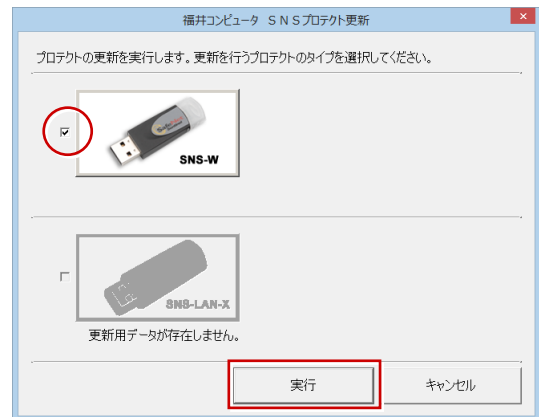 福井コンピュータ SNSプロテクト更新
プロテクトの更新を実行します。更新を行うプロテクトのタイプを選択してください。
SNS-W
SNS-LAN-X
更新用データが存在しません。
実行
キャンセル